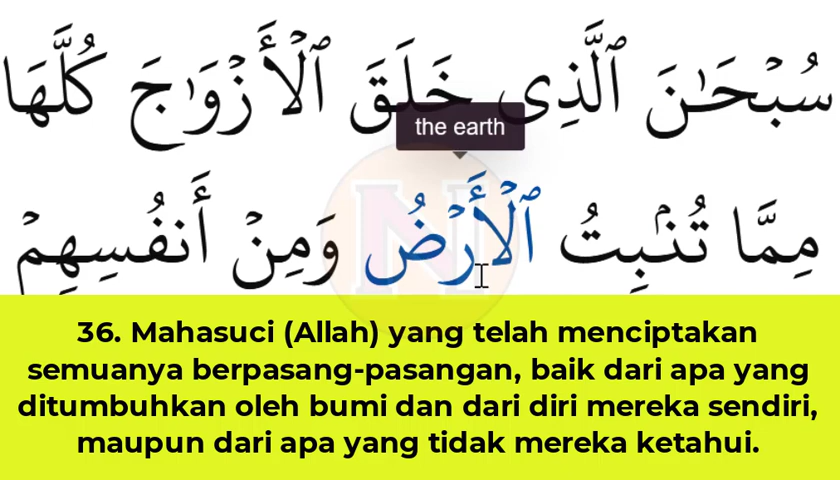 سُبْحَـٰنَ ٱلَّذِى خَلَقَ ٱلْأَزْوَٰجَ كُلَّهَا
the earth
مِمَّا تُنۢبِتُ ٱلْأَرْضُ وَمِنْ أَنفُسِهِمْ
36. Mahasuci (Allah) yang telah menciptakan
semuanya berpasang-pasangan, baik dari apa yang
ditumbuhkan oleh bumi dan dari diri mereka sendiri,
maupun dari apa yang tidak mereka ketahui.